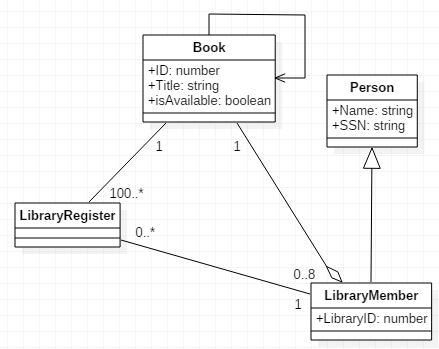 Book
+ID: number
+Title: string
+isAvailable: boolean
Person
+Name: string
+SSN: string
1
1
100..*
LibraryRegister
0..*
0..8
1
LibraryMember
+LibraryID: number